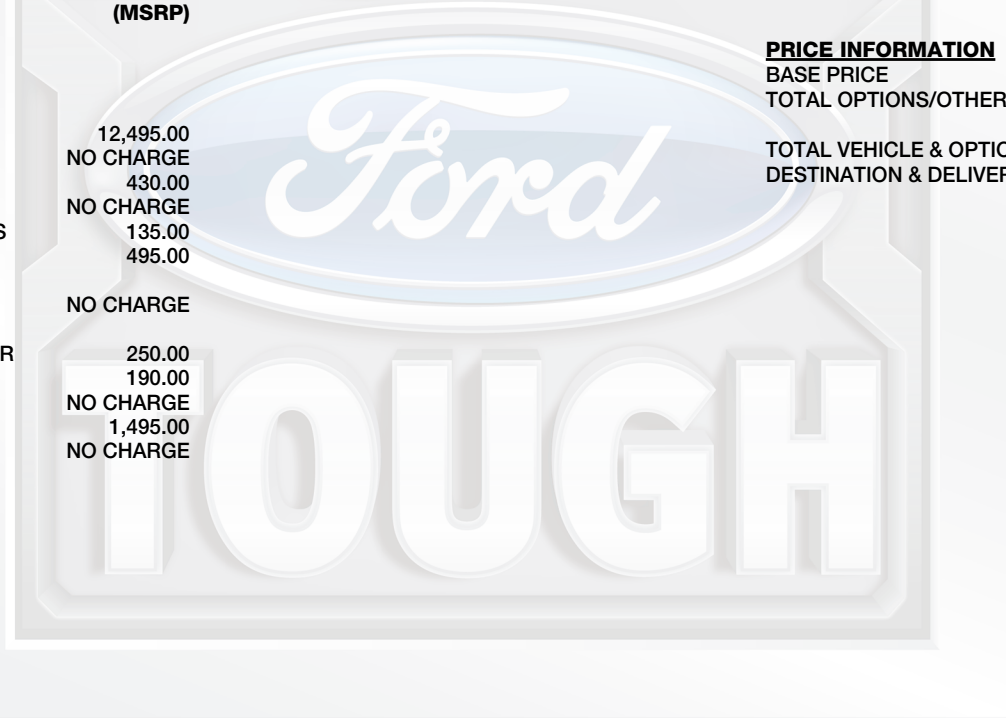 (MSRP)
12,495.00
NO CHARGE
430.00
NO CHARGE
S 135.00
495.00
NO CHARGE
R 250.00
190.00
NO CHARGE
1,495.00
NO CHARGE
PRICE INFORMATION
BASE PRICE
TOTAL OPTIONS/OTHER
TOTAL VEHICLE & OPTIO
DESTINATION & DELIVER
Ford
TOUGH